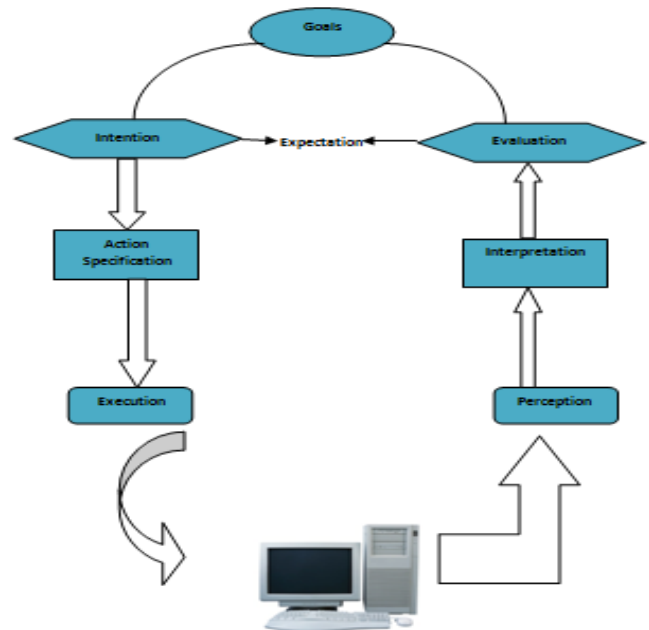 Goals
Intention
Expectation
Evaluation
Action
Specification
Interpretation
Execution
Perception